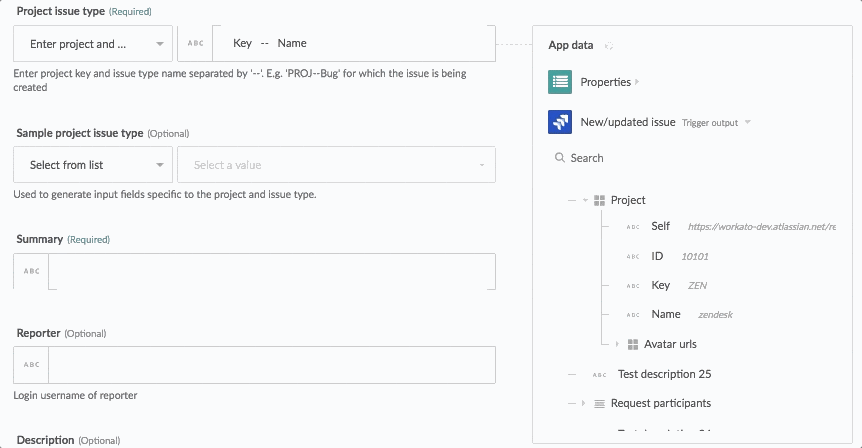 Project issue type (Required)
Enter project and ...
ABC
Key -- Name
Enter project key and issue type name separated by '--'. E.g. 'PROJ--Bug' for which the issue is being
created
Sample project issue type (Optional)
Select from list
Select a value
Used to generate input fields specific to the project and issue type.
Summary (Required)
ABC
Reporter (Optional)
ABC
Login username of reporter
Description (Optional)
App data
Properties
New/updated issue Trigger output
Search
Project
ABC Self https://workato-dev.atlassian.net/re
ABC ID 10101
ABC Key ZEN
ABC Name zendesk
Avatar urls
ABC Test description 25
Request participants